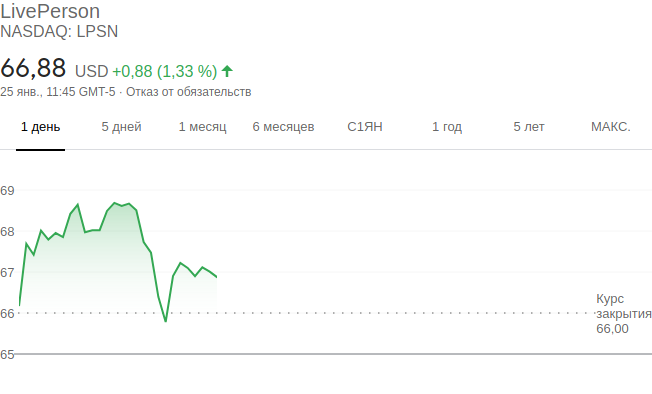 LivePerson
NASDAQ: LPSN
66,88 USD +0,88 (1,33 %)
25 янв., 11:45 GMT-5 · Отказ от обязательств
1 день 5 дней 1 месяц 6 месяцев С1ЯН 1 год 5 лет МАКС.
69
68
67
66
65
Курс
закрытия
66,00